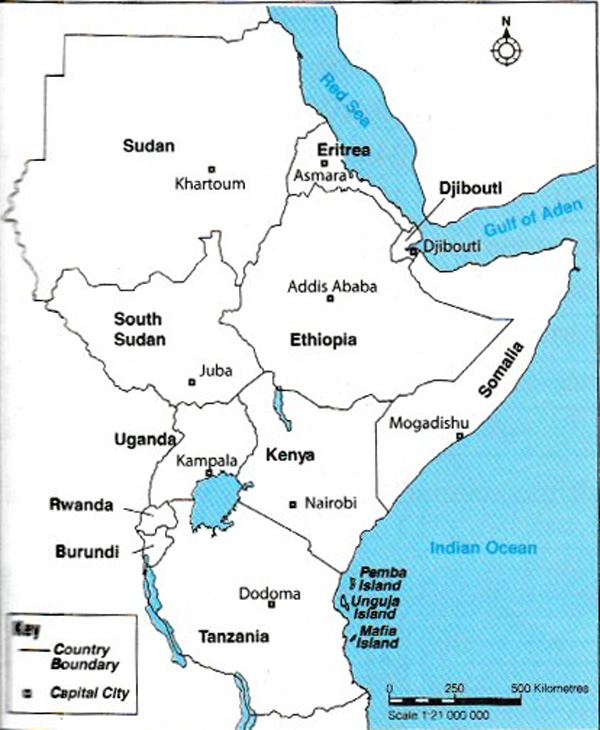 N
Red Sea
Sudan
Eritrea
Asmara
Khartoum
Djibouti
Gulf of Aden
Djibouti
Addis Ababa
South
Sudan
Ethiopia
Somalia
Juba
Mogadishu
Uganda
Kenya
Kampala
Rwanda
Nairobi
Burundi
Indian Ocean
Pemba
Island
Dodoma
Unguja
Island
Key
Tanzania
Mafia
Island
Country
Boundary
Capital City
0 250 500 Kilometres
Scale 1:21 000 000